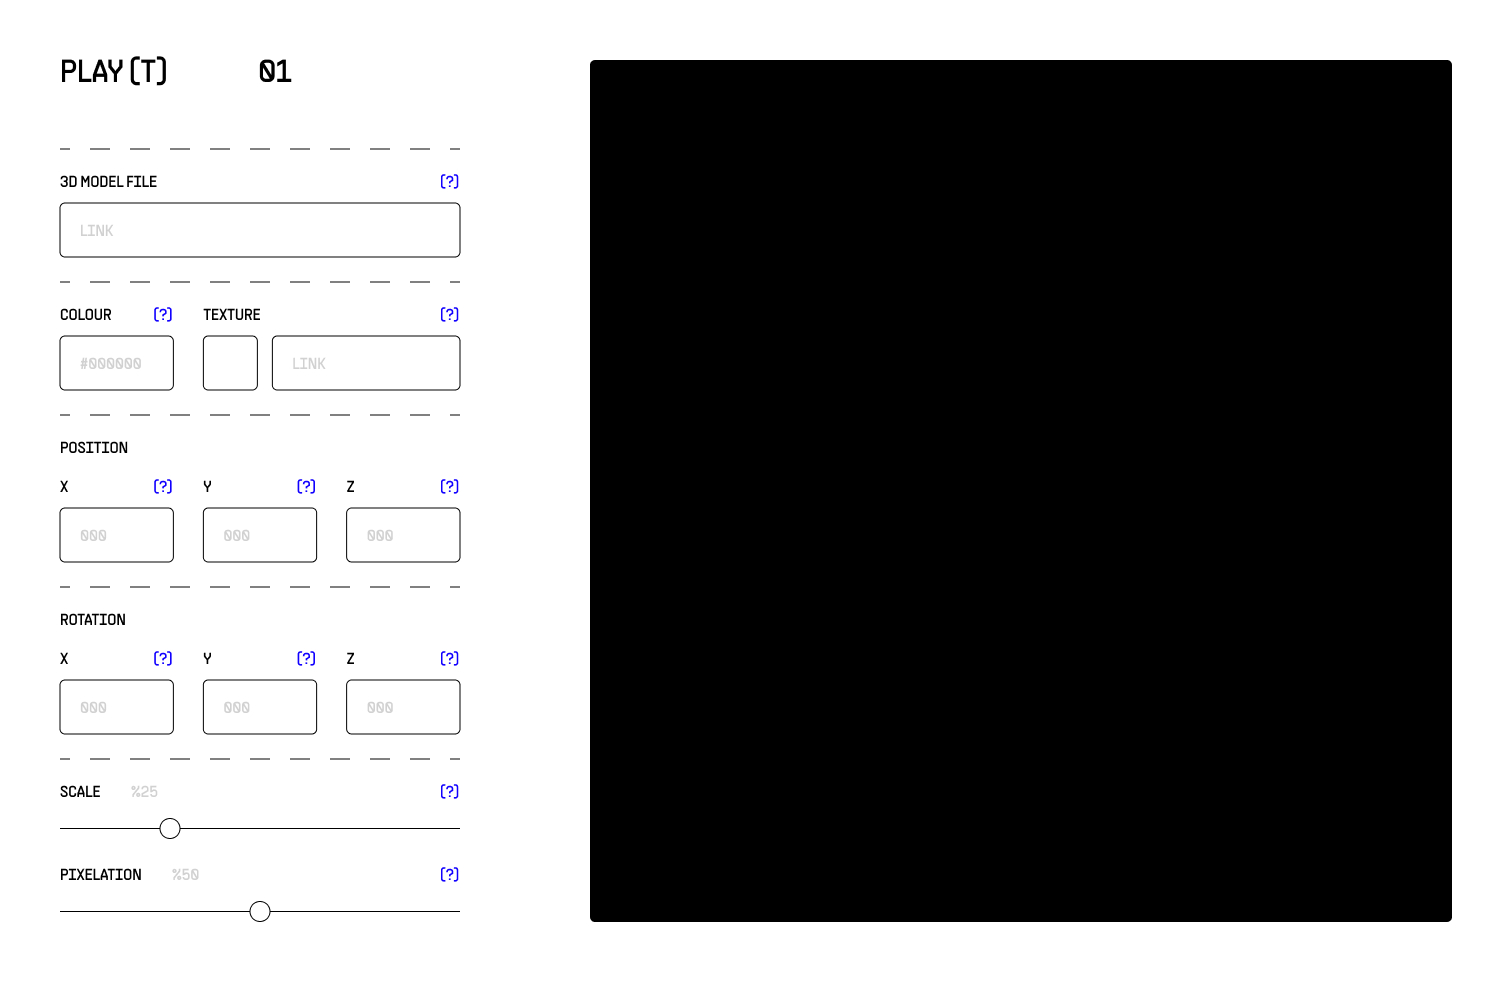 PLAY(T) 01
3D MODEL FILE (?)
LINK
COLOUR (?) TEXTURE (?)
#000000 LINK
POSITION
X (?) Y (?) Z (?)
000 000 000
ROTATION
X (?) Y (?) Z (?)
000 000 000
SCALE %25 (?)
PIXELATION %50 (?)